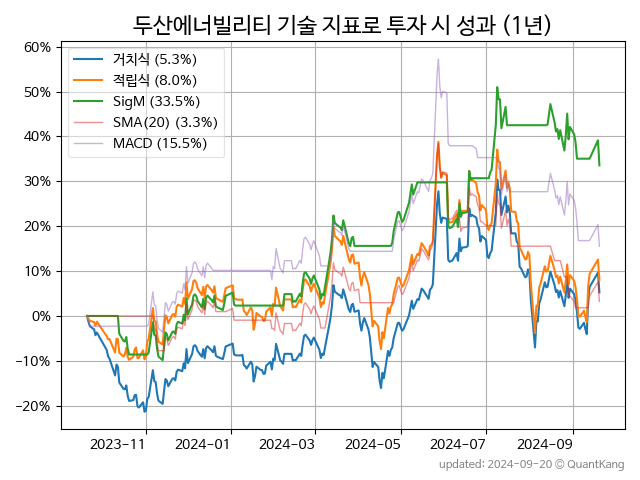 두산에너빌리티 기술 지표로 투자 시 성과 (1년)
60%
50%
40%
30%
20%
10%
0%
−10%
−20%
거치식 (5.3%)
적립식 (8.0%)
SigM (33.5%)
SMA(20) (3.3%)
MACD (15.5%)
2023-11 2024-01 2024-03 2024-05 2024-07 2024-09
updated: 2024-09-20 © QuantKang